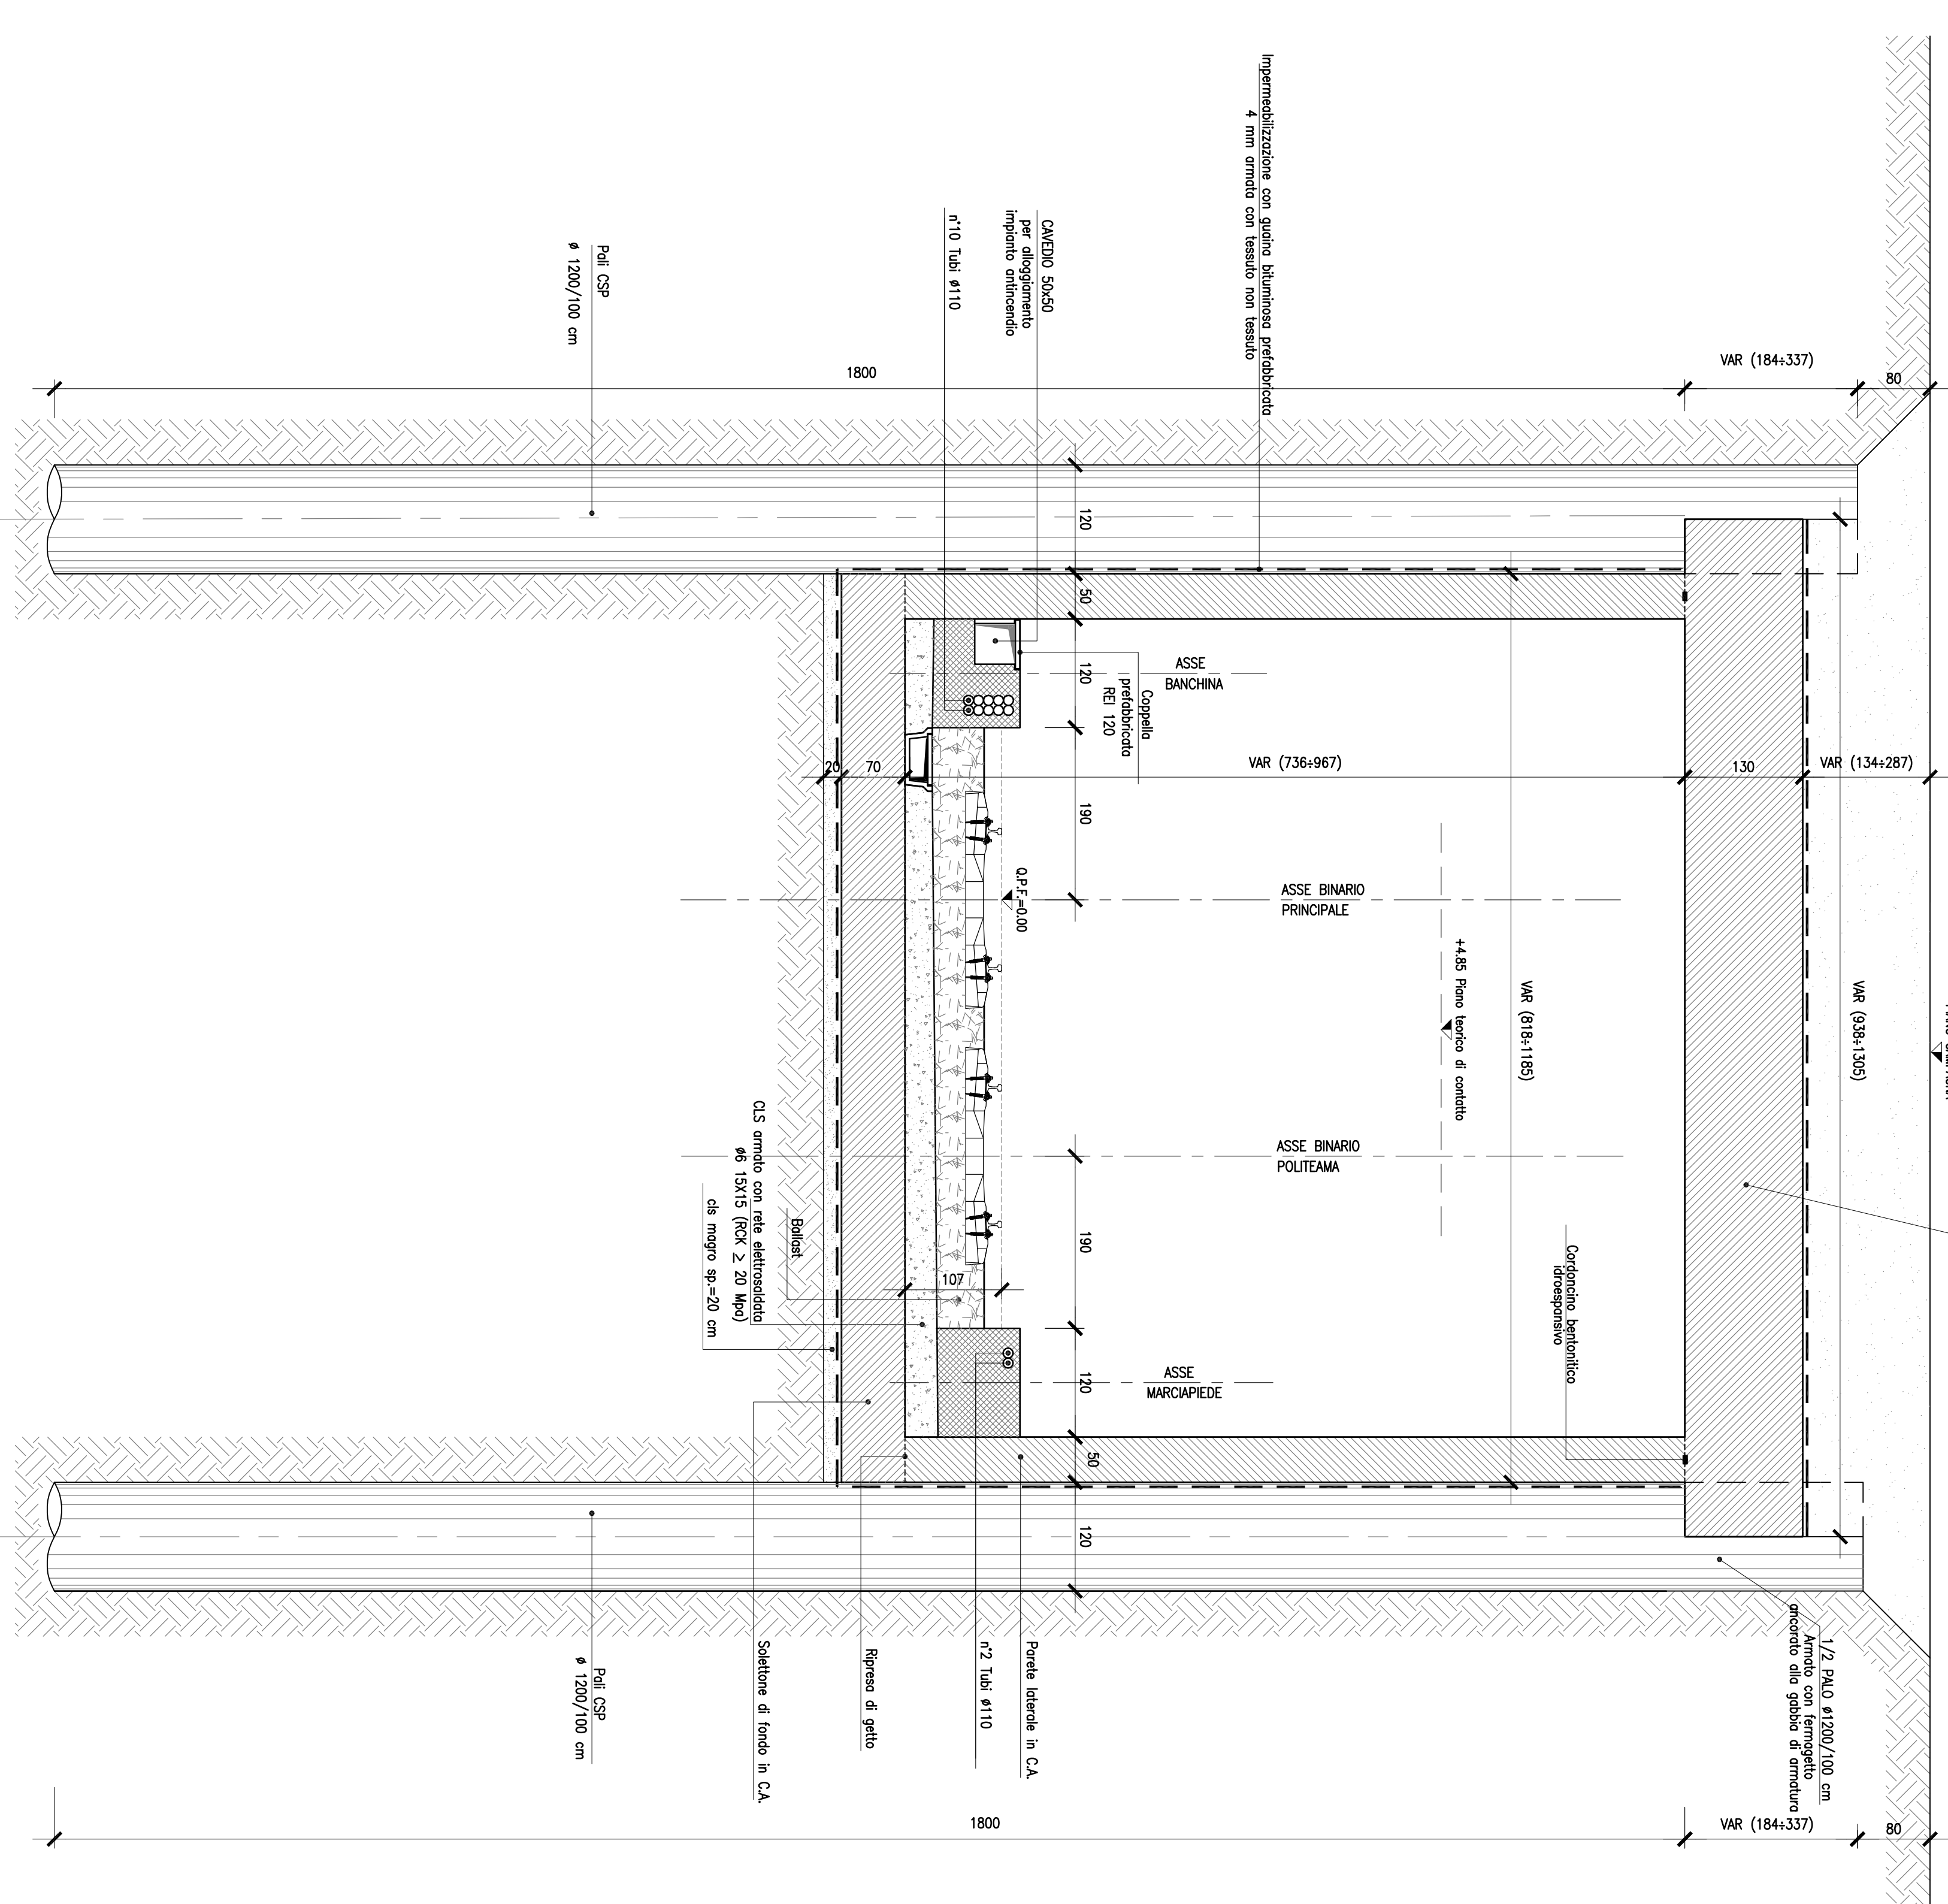 Impermeabilizzazione con guaina bituminosa prefabbricata
4 mm armata con tessuto non tessuto
CAVEDIO 50x50
per alloggiamento
impianto antincendio
n°10 Tubi ø110
Pali CSP
ø 1200/100 cm
1800
VAR (184÷337)
80
120
50
120
190
190
120
50
120
ASSE
BANCHINA
Coppella
prefabbricata
REI 120
20
70
VAR (736÷967)
130
VAR (134÷287)
Q.P.F.=0.00
ASSE BINARIO
PRINCIPALE
+4.85 Piano teorico di contatto
VAR (818÷1185)
VAR (938÷1305)
ASSE BINARIO
POLITEAMA
CLS armato con rete elettrosaldata
ø6 15X15 (RCK ≥ 20 Mpa)
Ballast
cls magro sp.=20 cm
107
Cordoncino bentonitico
idroespansivo
ASSE
MARCIAPIEDE
1/2 PALO ø1200/100 cm
Armato con fermagetto
ancorato alla gabbia di armatura
Parete laterale in C.A.
n°2 Tubi ø110
Ripresa di getto
Solettone di fondo in C.A.
Pali CSP
ø 1200/100 cm
1800
VAR (184÷337)
80